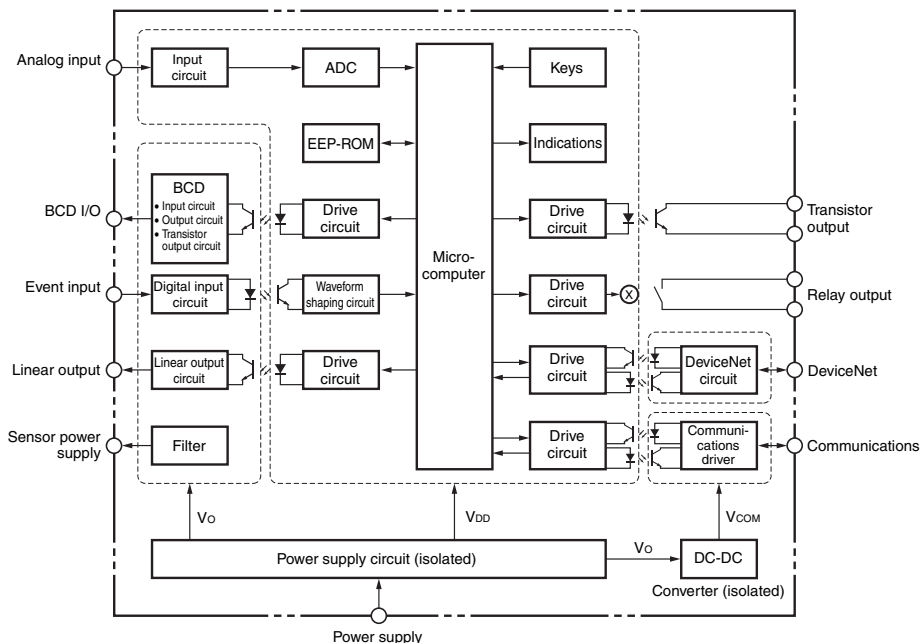 Analog input
Input
circuit
ADC
Keys
EEP-ROM
Indications
BCD I/O
BCD
• Input circuit
• Output circuit
• Transistor
output circuit
Drive
circuit
Micro-
computer
Drive
circuit
Transistor
output
Event input
Digital input
circuit
Waveform
shaping circuit
Drive
circuit
X
Relay output
Linear output
Linear output
circuit
Drive
circuit
Drive
circuit
DeviceNet
circuit
DeviceNet
Sensor power
supply
Filter
Drive
circuit
Communi-
cations
driver
Communications
VO
VDD
VCOM
Power supply circuit (isolated)
VO
DC-DC
Converter (isolated)
Power supply